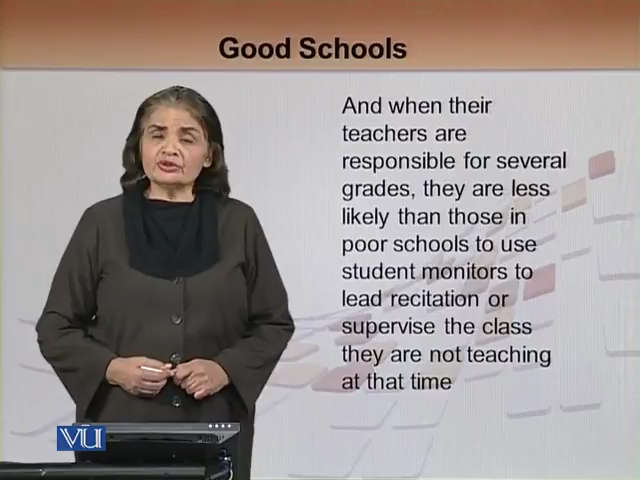 Good Schools
And when their
teachers are
responsible for several
grades, they are less
likely than those in
poor schools to use
student monitors to
lead recitation or
supervise the class
they are not teaching
at that time
VU